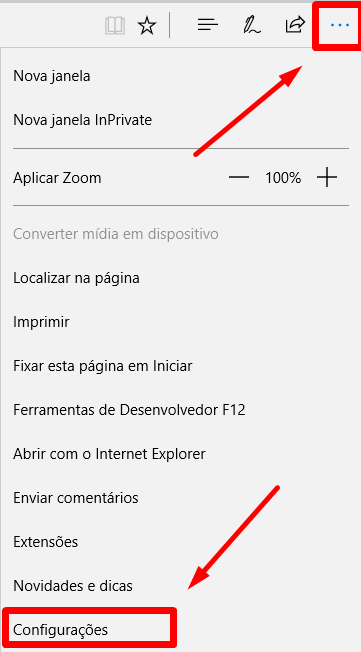 Nova janela
Nova janela InPrivate
Aplicar Zoom — 100% +
Converter mídia em dispositivo
Localizar na página
Imprimir
Fixar esta página em Iniciar
Ferramentas de Desenvolvedor F12
Abrir com o Internet Explorer
Enviar comentários
Extensões
Novidades e dicas
Configurações